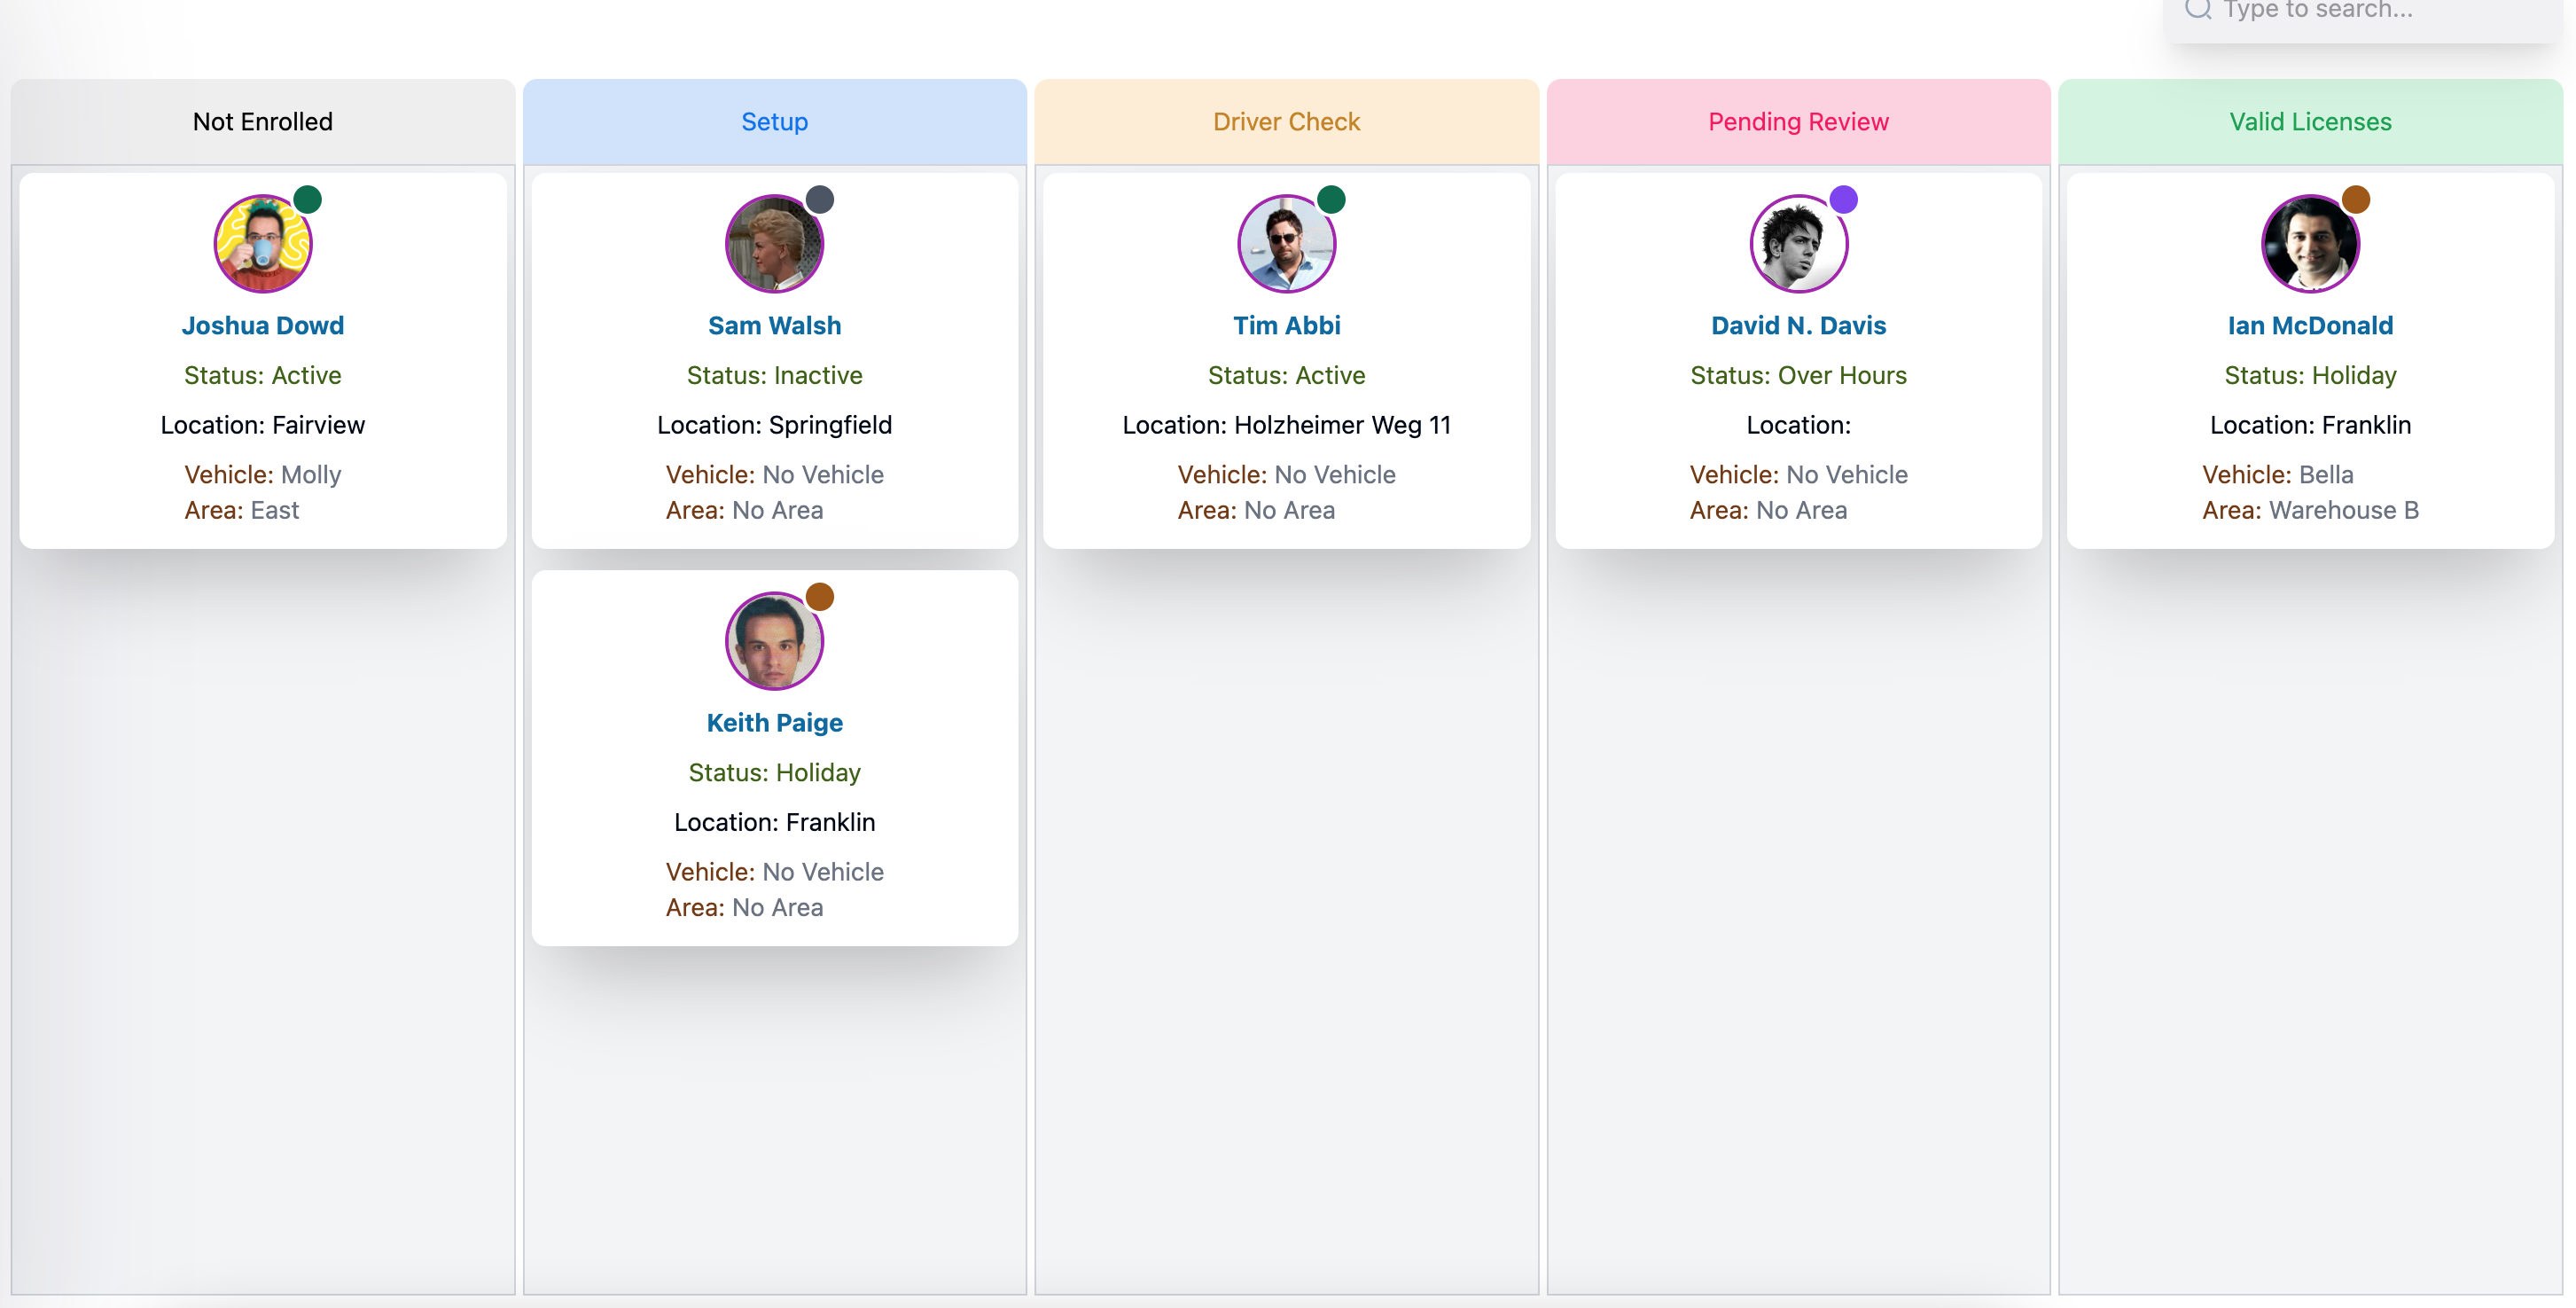 Type to search...
Not Enrolled
Setup
Driver Check
Pending Review
Valid Licenses
Joshua Dowd
Status: Active
Location: Fairview
Vehicle: Molly
Area: East
Sam Walsh
Status: Inactive
Location: Springfield
Vehicle: No Vehicle
Area: No Area
Keith Paige
Status: Holiday
Location: Franklin
Vehicle: No Vehicle
Area: No Area
Tim Abbi
Status: Active
Location: Holzheimer Weg 11
Vehicle: No Vehicle
Area: No Area
David N. Davis
Status: Over Hours
Location:
Vehicle: No Vehicle
Area: No Area
Ian McDonald
Status: Holiday
Location: Franklin
Vehicle: Bella
Area: Warehouse B